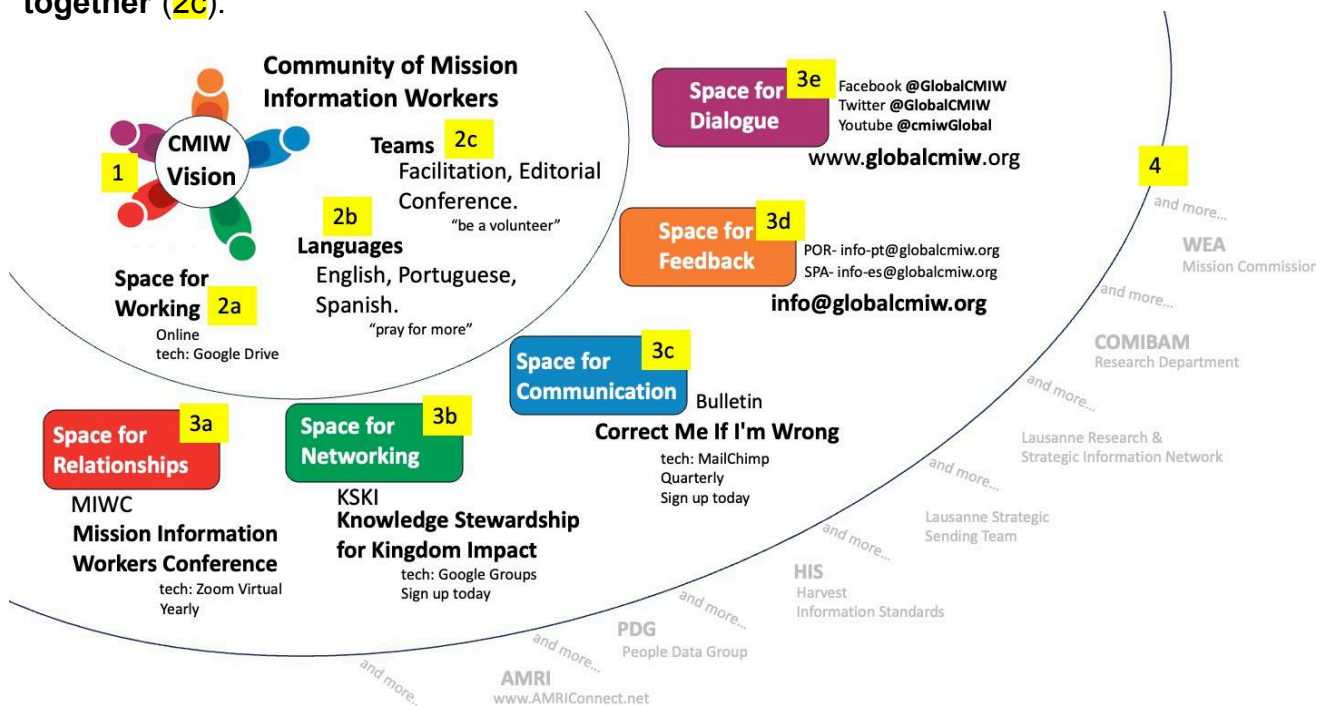 together (2c).
Community of Mission
Information Workers
CMIW
Vision
1
Teams 2c
Facilitation, Editorial
Conference.
“be a volunteer”
2b
Languages
English, Portuguese,
Spanish.
“pray for more”
Space for
Working 2a
Online
tech: Google Drive
Space for
Dialogue
3e
Facebook @GlobalCMIW
Twitter @GlobalCMIW
Youtube @cmiwGlobal
www.globalcmiw.org
Space for
Feedback
3d
POR- info-pt@globalcmiw.org
SPA- info-es@globalcmiw.org
info@globalcmiw.org
Space for
Communication
3c
Bulletin
Correct Me If I'm Wrong
tech: MailChimp
Quarterly
Sign up today
Space for
Networking
3b
KSKI
Knowledge Stewardship
for Kingdom Impact
tech: Google Groups
Sign up today
Space for
Relationships
3a
MIWC
Mission Information
Workers Conference
tech: Zoom Virtual
Yearly
4
and more...
WEA
Mission Commission
and more...
COMIBAM
Research Department
and more...
Lausanne Research &
Strategic Information Network
and more...
Lausanne Strategic
Sending Team
and more...
HIS
Harvest
Information Standards
and more...
PDG
People Data Group
and more...
AMRI
www.AMRIConnect.net
and more...